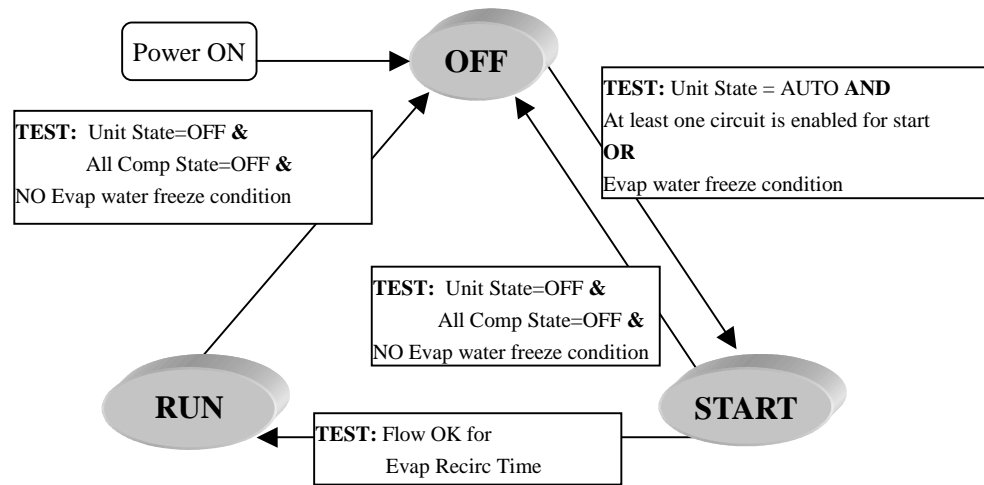 Power ON
OFF
TEST: Unit State = AUTO AND
At least one circuit is enabled for start
OR
Evap water freeze condition
TEST: Unit State=OFF &
All Comp State=OFF &
NO Evap water freeze condition
TEST: Unit State=OFF &
All Comp State=OFF &
NO Evap water freeze condition
RUN
START
TEST: Flow OK for
Evap Recirc Time